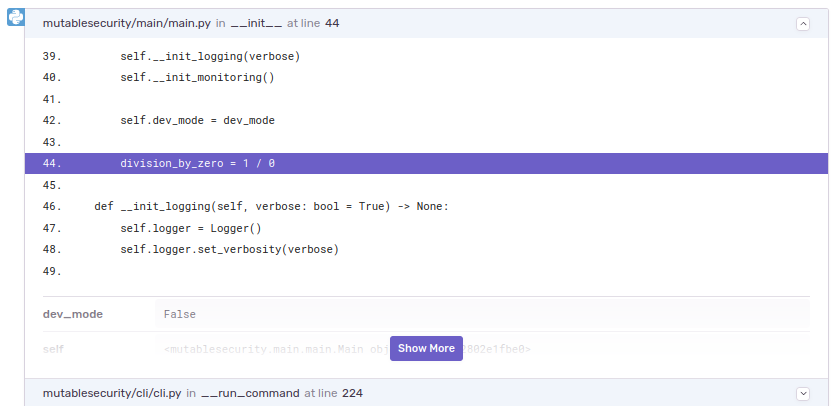 mutablesecurity/main/main.py in __init__ at line 44
39. self.__init_logging(verbose)
40. self.__init_monitoring()
41.
42. self.dev_mode = dev_mode
43.
44. division_by_zero = 1 / 0
45.
46. def __init_logging(self, verbose: bool = True) -> None:
47. self.logger = Logger()
48. self.logger.set_verbosity(verbose)
49.
dev_mode False
self <mutablesecurity.main.main.Main
Show More
mutablesecurity/cli/cli.py in __run_command at line 224